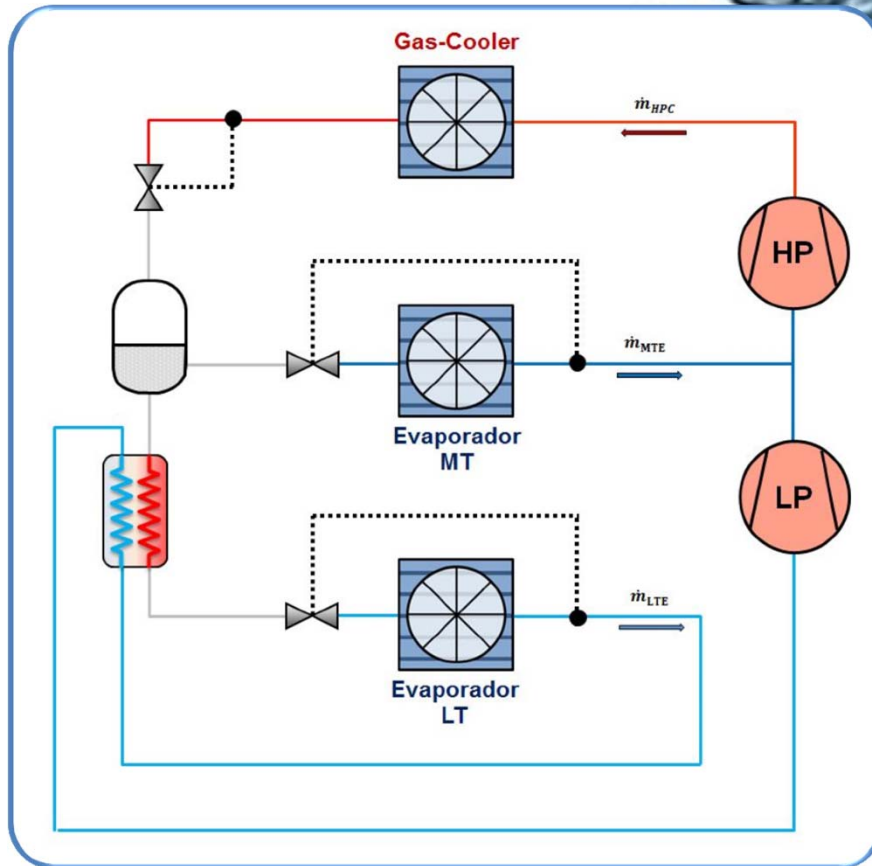 Gas-Cooler
ṁHPC
HP
ṁMTE
Evaporador
MT
LP
ṁLTE
Evaporador
LT